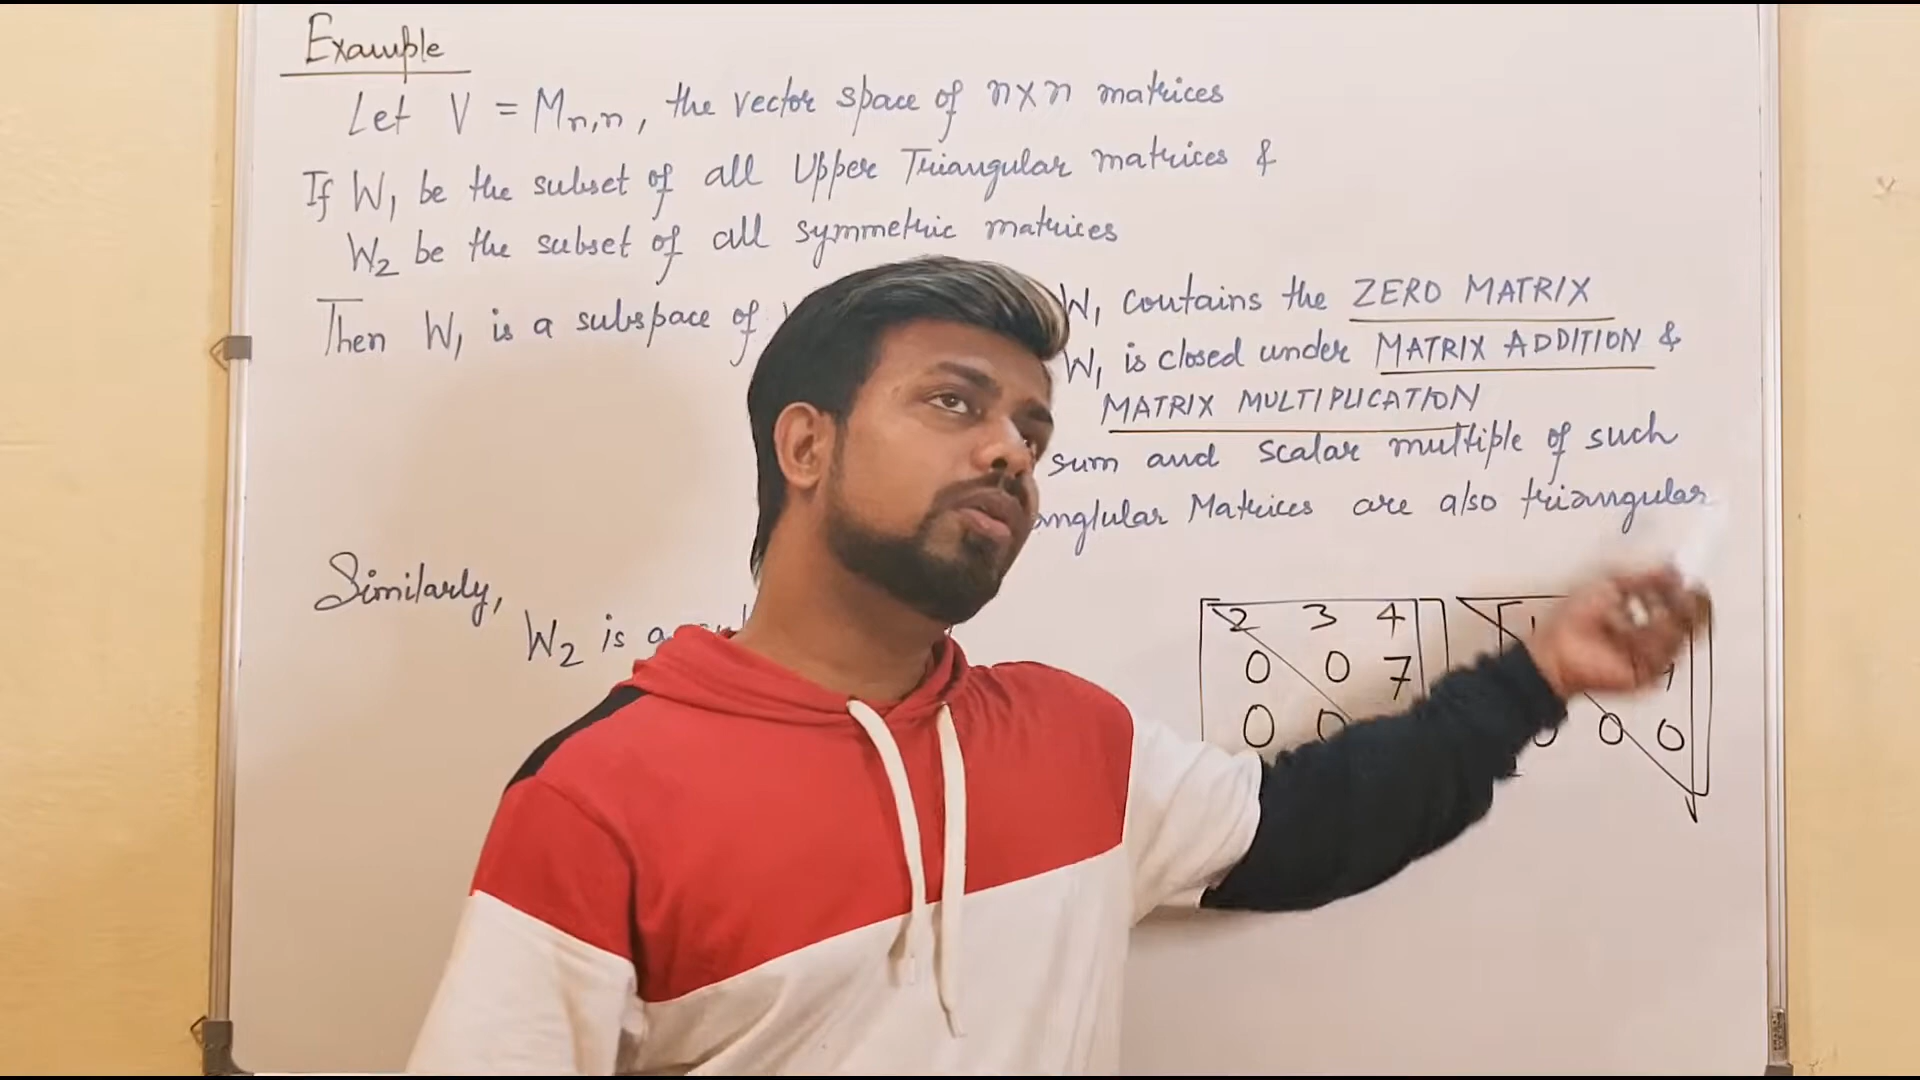 Example
Let V = Mn,n, the vector space of n×n matrices
If W1 be the subset of all Upper Triangular matrices &
W2 be the subset of all symmetric matrices
Then W1 is a subspace of
W1 contains the ZERO MATRIX
W1 is closed under MATRIX ADDITION &
MATRIX MULTIPLICATION
sum and scalar multiple of such
anglular Matrices are also triangular
Similarly,
W2 is a
2 3 4
0 0 7
0 0
0 0 0